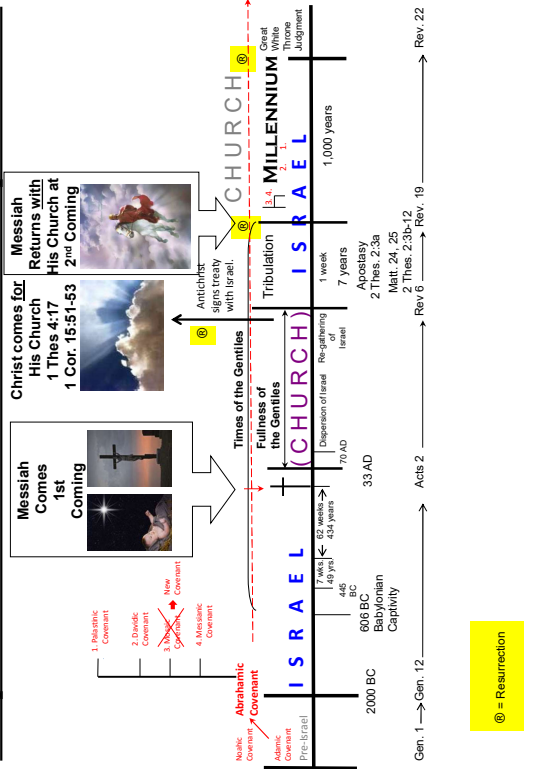 Messiah
Comes
1st
Coming
Christ comes for
His Church
1 Thes 4:17
1 Cor. 15:51-53
Messiah
Returns with
His Church at
2nd Coming
1. Palastinic
Covenant
2. Davidic
Covenant
3. Mosaic
Covenant
New
Covenant
4. Messianic
Covenant
Noahic
Covenant
Adamic
Covenant
Abrahamic
Covenant
Times of the Gentiles
Fullness of
the Gentiles
®
Antichrist
signs treaty
with Israel.
®
CHURCH
®
Tribulation
3. 4.
MILLENNIUM
2. 1.
Great
White
Throne
Judgment
Pre-Israel
ISRAEL
(CHURCH)
ISRAEL
7 wks.
49 yrs.
62 weeks
434 years
Dispersion of Israel
Re-gathering
of
Israel
1 week
1,000 years
2000 BC
606 BC
Babylonian
Captivity
445
BC
33 AD
70 AD
7 years
Apostasy
2 Thes. 2:3a
Matt. 24, 25
2 Thes. 2:3b-12
Gen. 1
Gen. 12
Acts 2
Rev 6
Rev. 19
Rev. 22
® = Resurrection